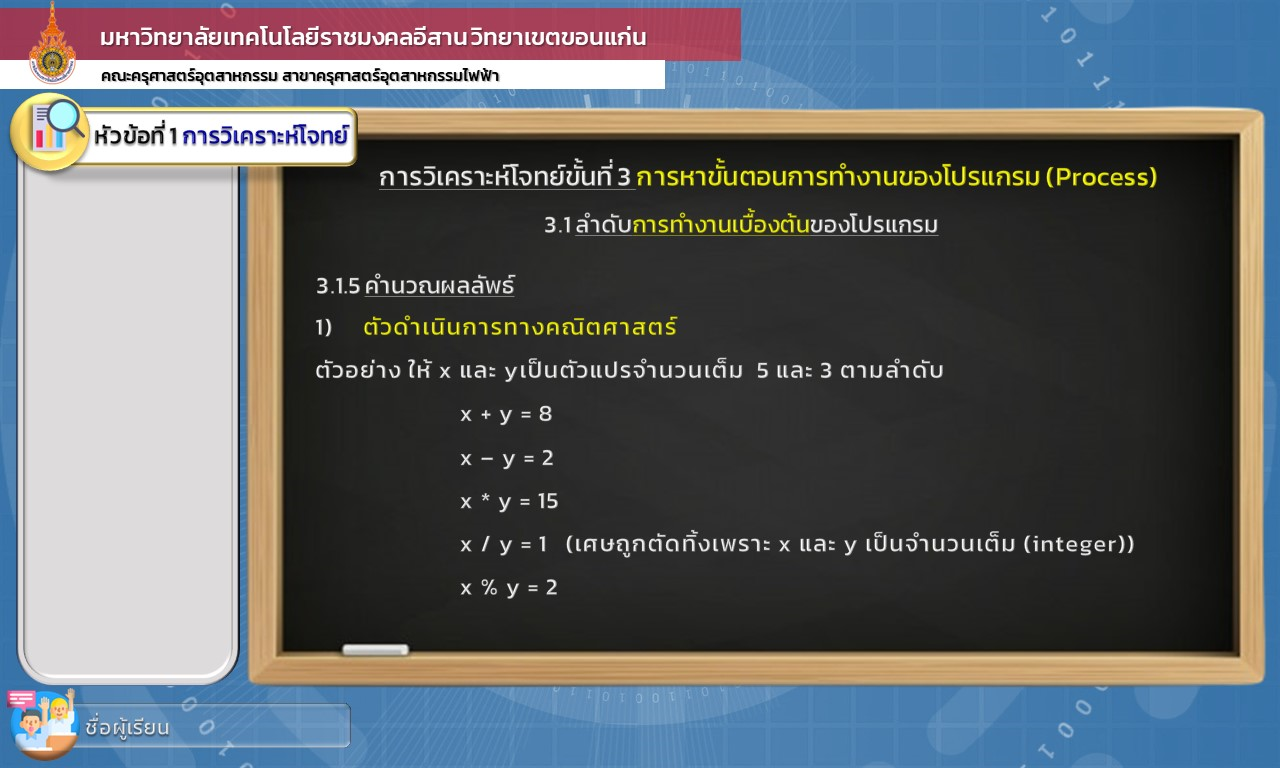 มหาวิทยาลัยเทคโนโลยีราชมงคลอีสาน วิทยาเขตขอนแก่น
คณะครุศาสตร์อุตสาหกรรม สาขาครุศาสตร์อุตสาหกรรมไฟฟ้า
หัวข้อที่ 1 การวิเคราะห์โจทย์
การวิเคราะห์โจทย์ขั้นที่ 3 การหาขั้นตอนการทำงานของโปรแกรม (Process)
3.1 ลำดับการทำงานเบื้องต้นของโปรแกรม
3.1.5 คำนวณผลลัพธ์
1) ตัวดำเนินการทางคณิตศาสตร์
ตัวอย่าง ให้ x และ y เป็นตัวแปรจำนวนเต็ม 5 และ 3 ตามลำดับ
x + y = 8
x – y = 2
x * y = 15
x / y = 1 (เศษถูกตัดทิ้งเพราะ x และ y เป็นจำนวนเต็ม (integer))
x % y = 2
ชื่อผู้เรียน